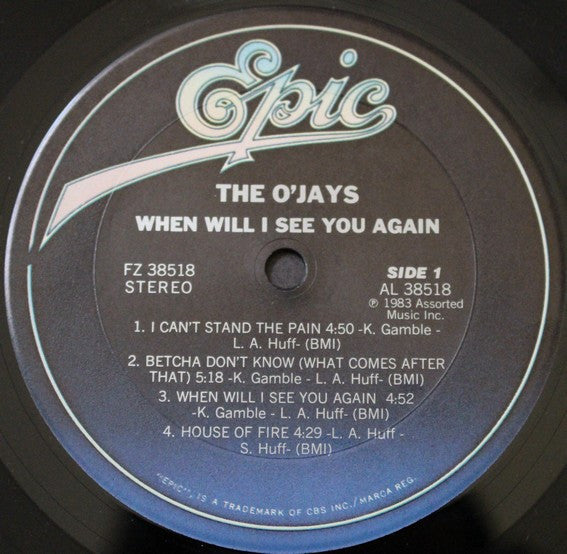 Epic
THE O'JAYS
WHEN WILL I SEE YOU AGAIN
FZ 38518
STEREO
SIDE 1
AL 38518
℗ 1983 Assorted
Music Inc.
1. I CAN'T STAND THE PAIN 4:50 -K. Gamble -
L. A. Huff- (BMI)
2. BETCHA DON'T KNOW (WHAT COMES AFTER
THAT) 5:18 -K. Gamble - L. A. Huff- (BMI)
3. WHEN WILL I SEE YOU AGAIN 4:52
-K. Gamble - L. A. Huff- (BMI)
4. HOUSE OF FIRE 4:29 -L. A. Huff -
S. Huff- (BMI)
"EPIC", IS A TRADEMARK OF CBS INC./MARCA REG.